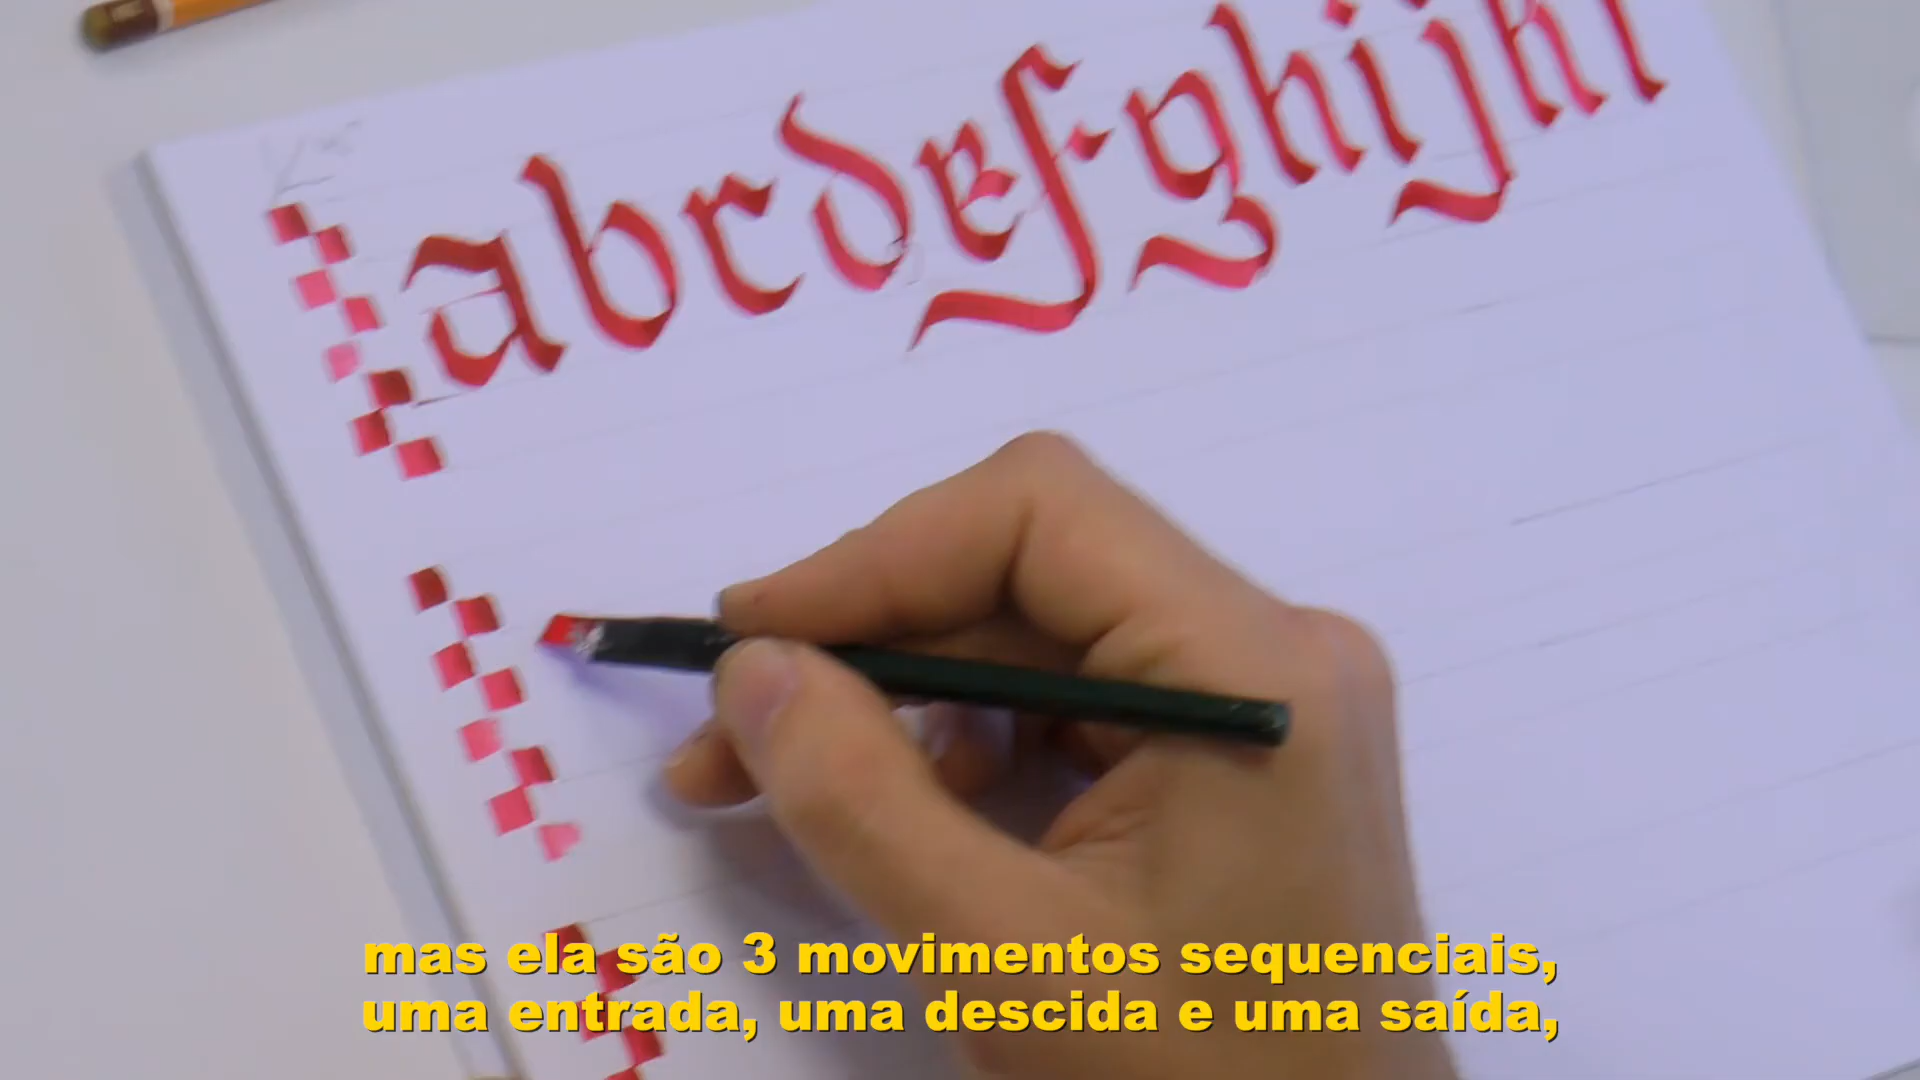 abcdefghijkl
mas ela são 3 movimentos sequenciais,
uma entrada, uma descida e uma saída,